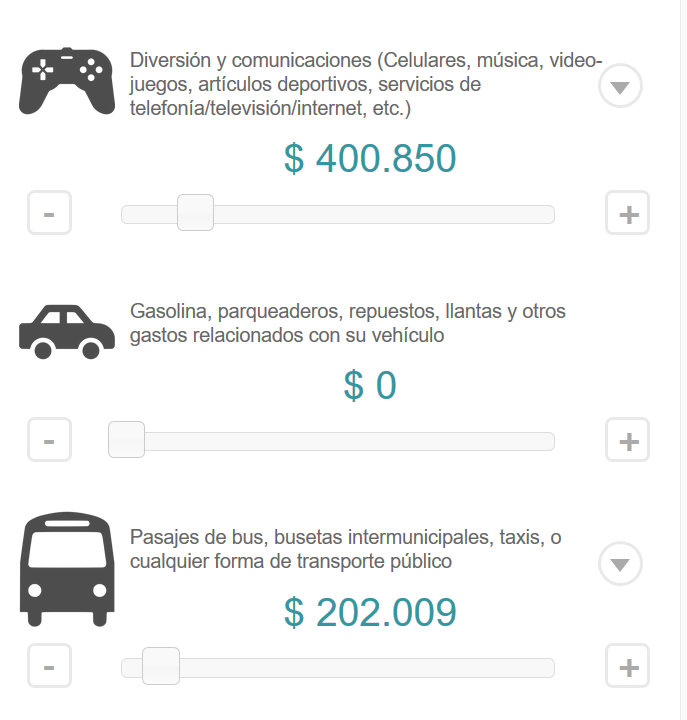 Diversión y comunicaciones (Celulares, música, video-
juegos, artículos deportivos, servicios de
telefonía/televisión/internet, etc.)
$ 400.850
- +
Gasolina, parqueaderos, repuestos, llantas y otros
gastos relacionados con su vehículo
$ 0
- +
Pasajes de bus, busetas intermunicipales, taxis, o
cualquier forma de transporte público
$ 202.009
- +